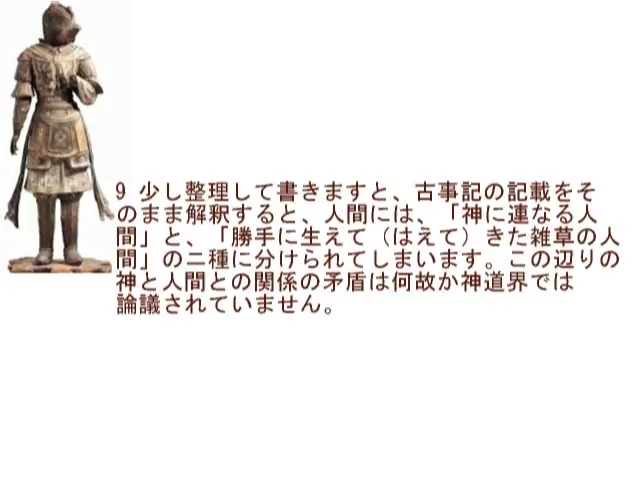 9 少し整理して書きますと、古事記の記載をそ
のまま解釈すると、人間には、「神に連なる人
間」と、「勝手に生えて（はえて）きた雑草の人
間」の二種に分けられてしまいます。この辺りの
神と人間との関係の矛盾は何故か神道界では
論議されていません。